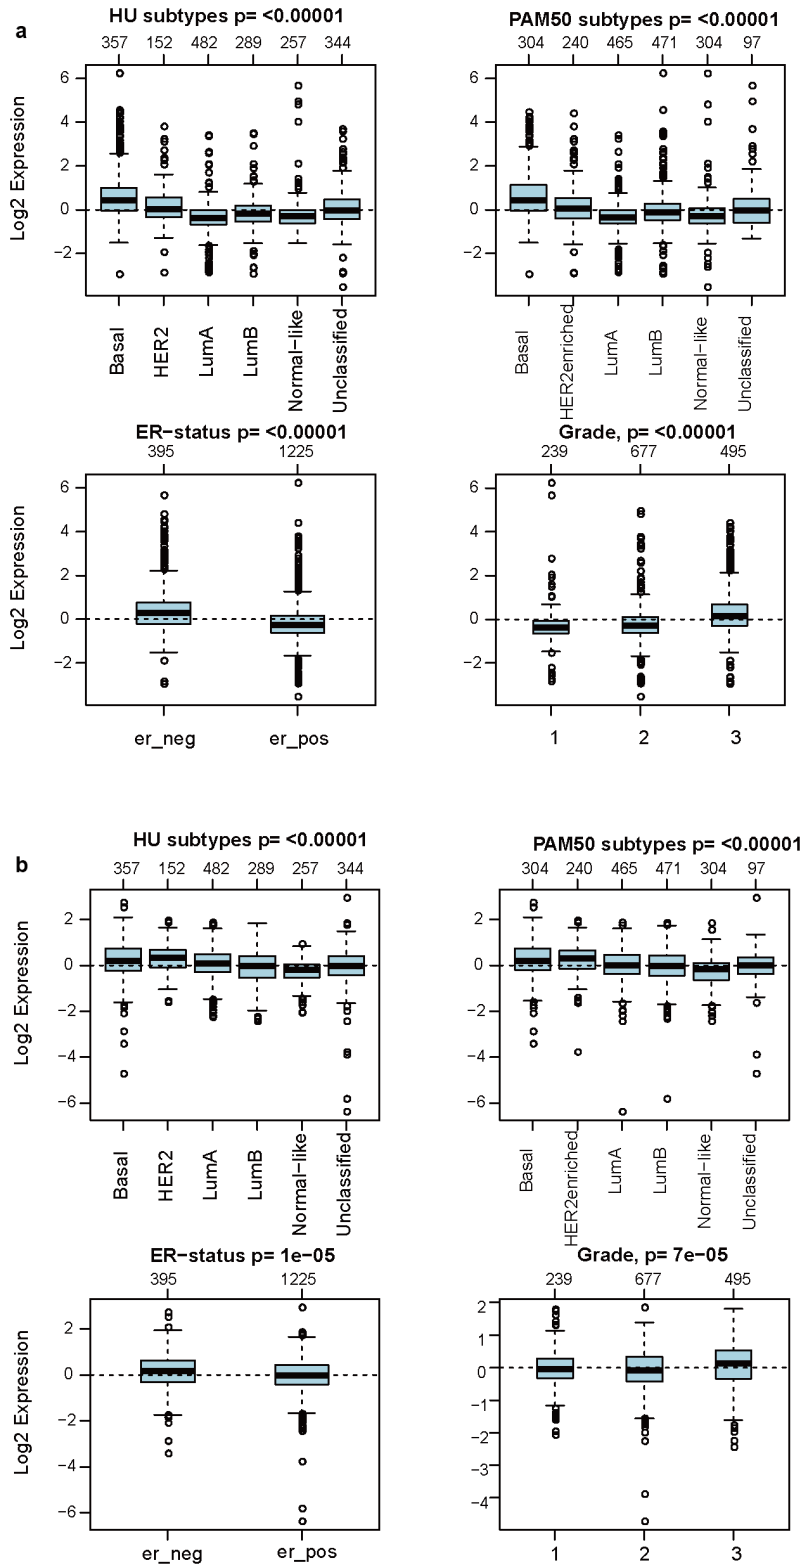 a
HU subtypes p= <0.00001
357 152 482 289 257 344
Log2 Expression
6
4
2
0
−2
Basal HER2 LumA LumB Normal−like Unclassified
PAM50 subtypes p= <0.00001
304 240 465 471 304 97
6
4
2
0
−2
Basal HER2enriched LumA LumB Normal−like Unclassified
ER−status p= <0.00001
395 1225
Log2 Expression
6
4
2
0
−2
er_neg er_pos
Grade, p= <0.00001
239 677 495
6
4
2
0
−2
1 2 3
b
HU subtypes p= <0.00001
357 152 482 289 257 344
Log2 Expression
2
0
−2
−4
−6
Basal HER2 LumA LumB Normal−like Unclassified
PAM50 subtypes p= <0.00001
304 240 465 471 304 97
2
0
−2
−4
−6
Basal HER2enriched LumA LumB Normal−like Unclassified
ER−status p= 1e−05
395 1225
Log2 Expression
2
0
−2
−4
−6
er_neg er_pos
Grade, p= 7e−05
239 677 495
2
1
0
−1
−2
−3
−4
1 2 3